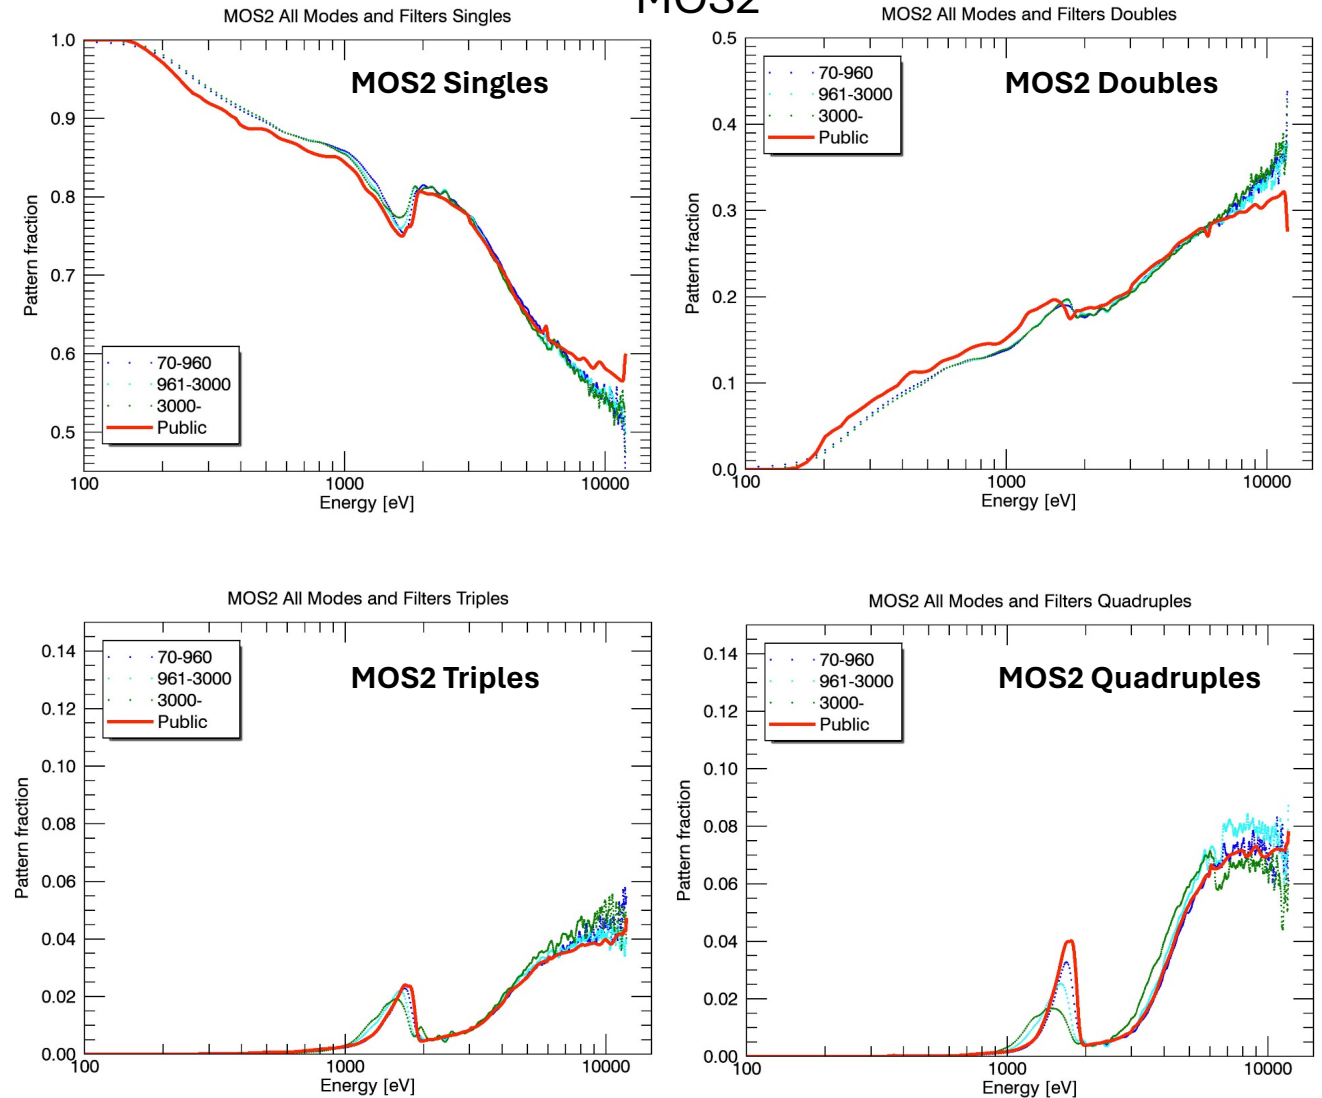 MOS2
MOS2 All Modes and Filters Singles
MOS2 Singles
1.0
0.9
0.8
0.7
0.6
0.5
Pattern fraction
70-960
961-3000
3000-
Public
100
1000
10000
Energy [eV]
MOS2 All Modes and Filters Doubles
MOS2 Doubles
0.5
0.4
0.3
0.2
0.1
0.0
Pattern fraction
70-960
961-3000
3000-
Public
100
1000
10000
Energy [eV]
MOS2 All Modes and Filters Triples
MOS2 Triples
0.14
0.12
0.10
0.08
0.06
0.04
0.02
0.00
Pattern fraction
70-960
961-3000
3000-
Public
100
1000
10000
Energy [eV]
MOS2 All Modes and Filters Quadruples
MOS2 Quadruples
0.14
0.12
0.10
0.08
0.06
0.04
0.02
0.00
Pattern fraction
70-960
961-3000
3000-
Public
100
1000
10000
Energy [eV]